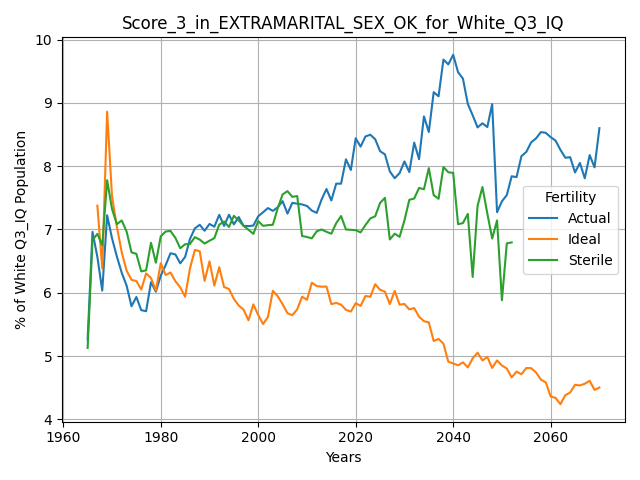 Score_3_in_EXTRAMARITAL_SEX_OK_for_White_Q3_IQ
% of White Q3_IQ Population
10
9
8
7
6
5
4
Fertility
Actual
Ideal
Sterile
1960
1980
2000
2020
2040
2060
Years